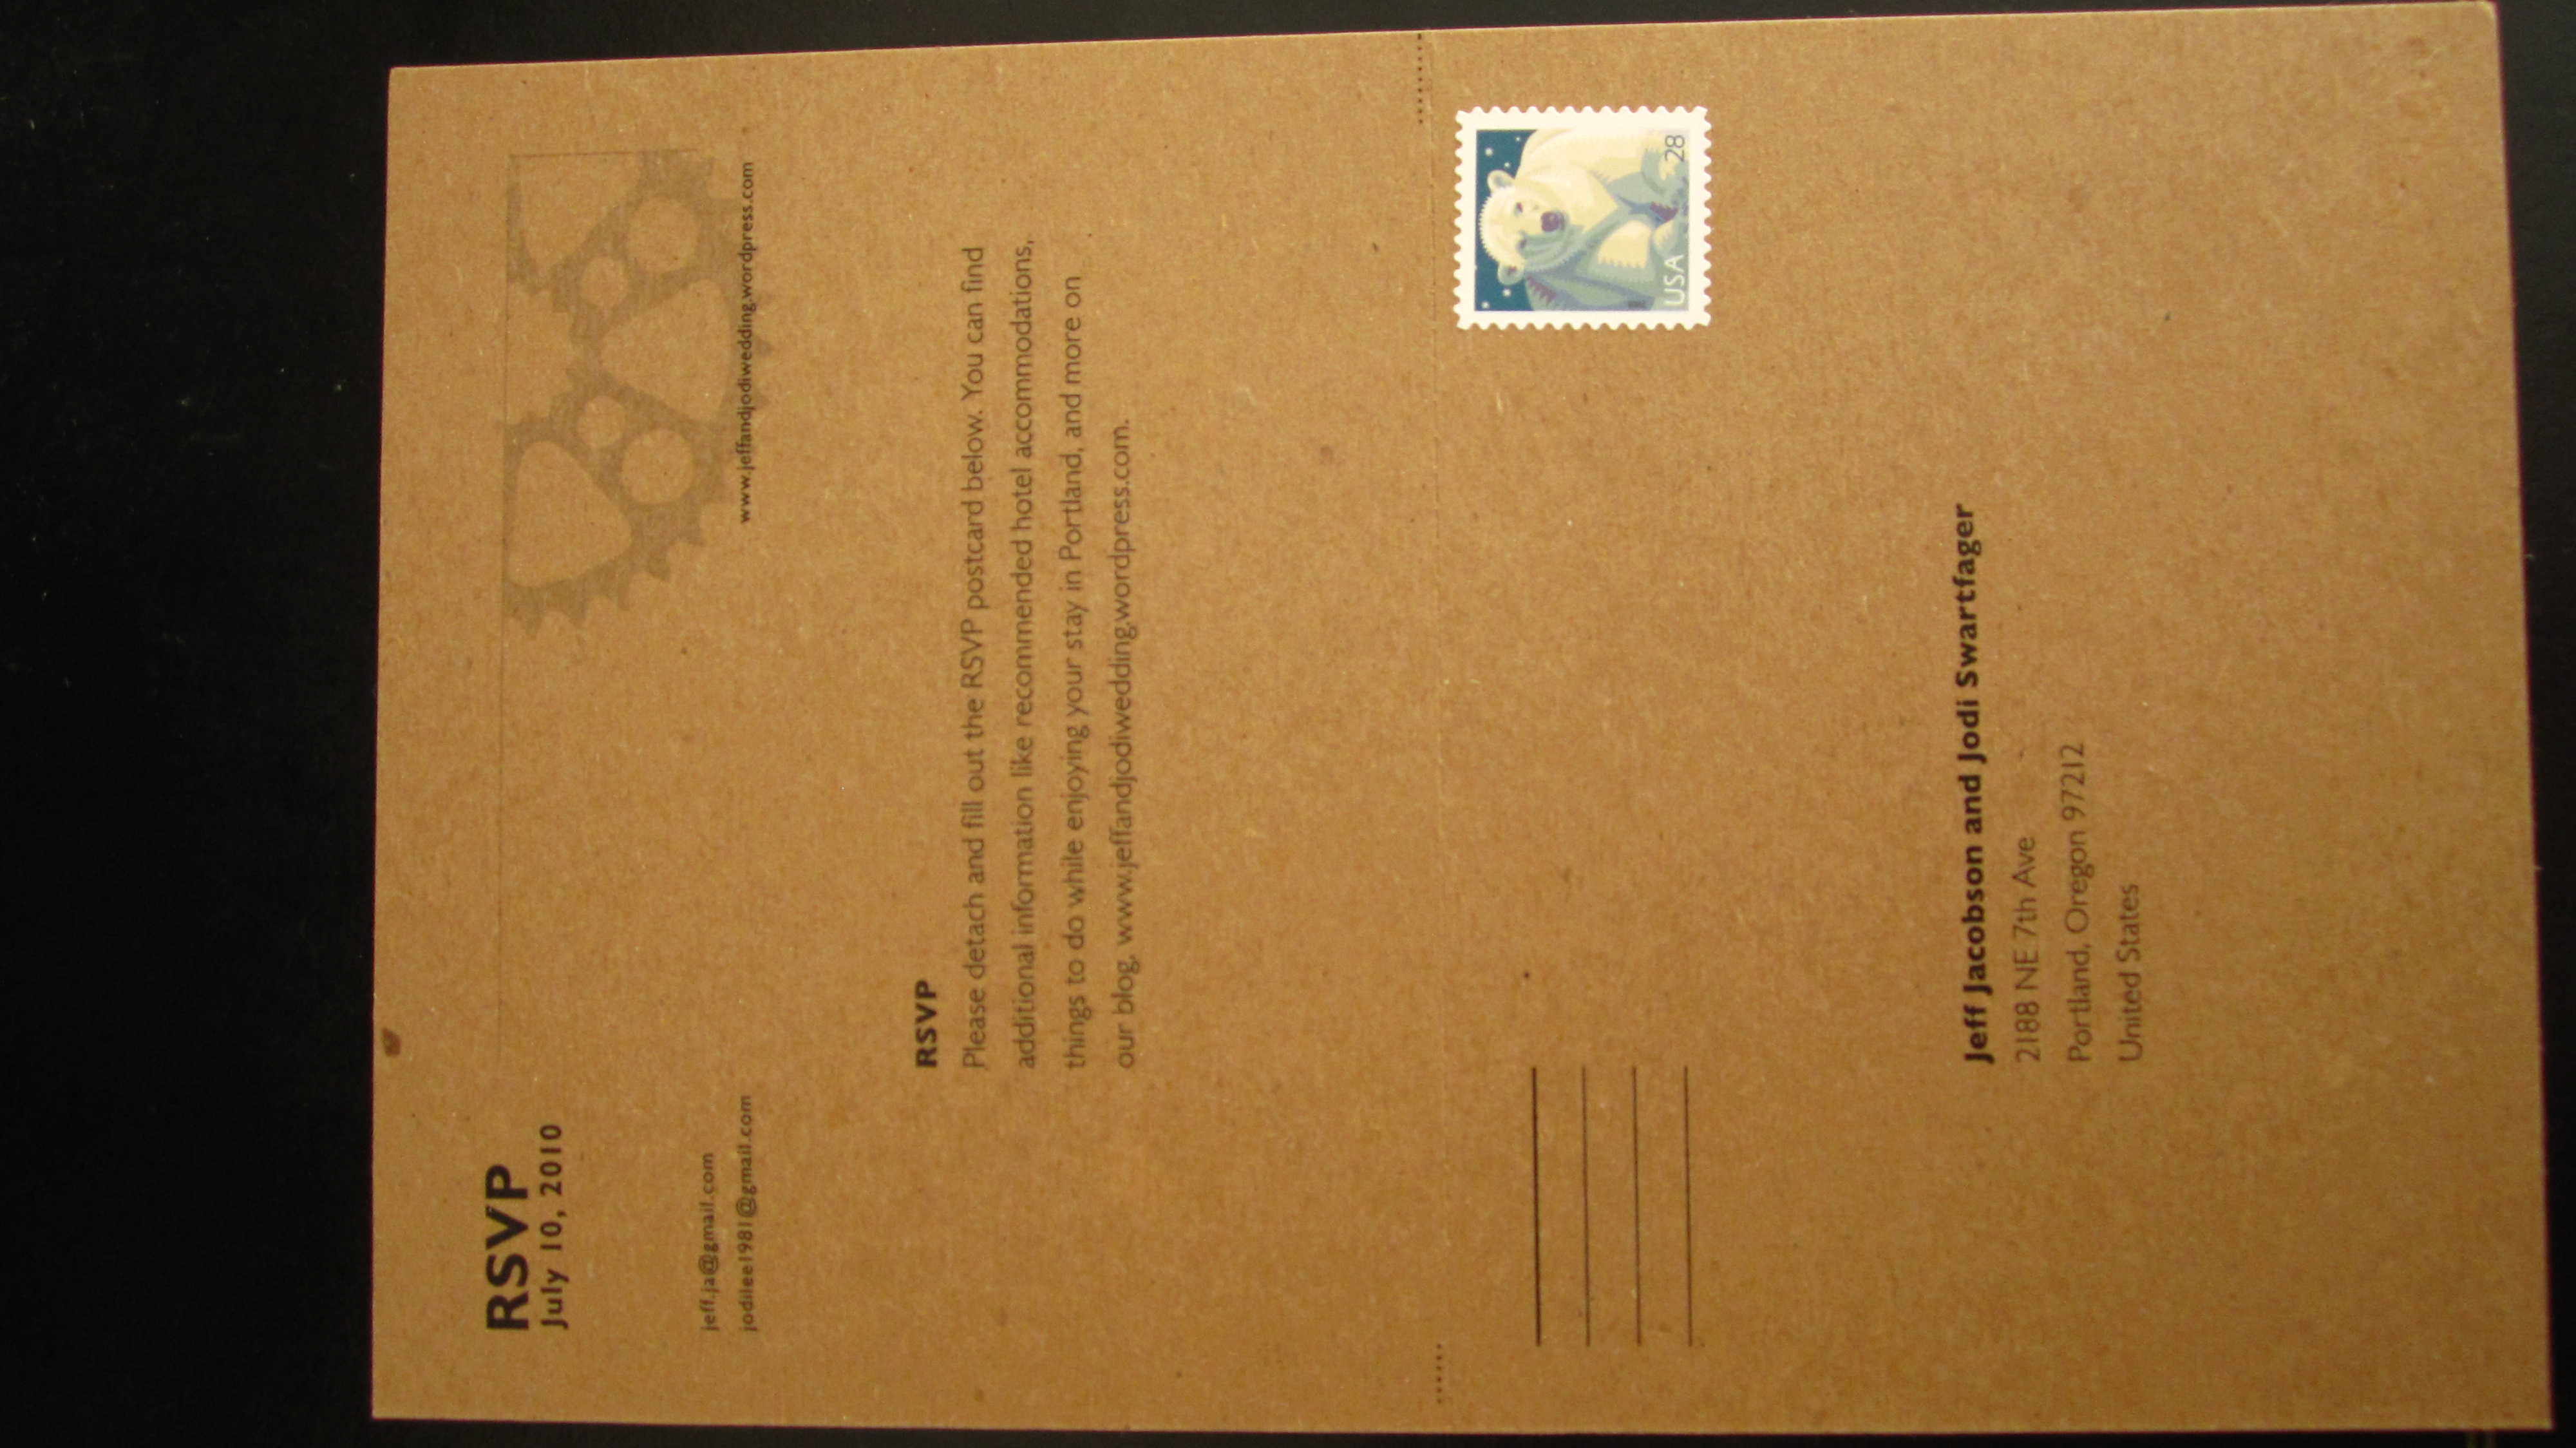 RSVP
July 10, 2010
jeff.ja@gmail.com
jodilee1981@gmail.com
www.jeffandjodiwedding.wordpress.com
RSVP
Please detach and fill out the RSVP postcard below. You can find
additional information like recommended hotel accommodations,
things to do while enjoying your stay in Portland, and more on
our blog, www.jeffandjodiwedding.wordpress.com.
USA 28
Jeff Jacobson and Jodi Swartfager
2188 NE 7th Ave
Portland, Oregon 97212
United States